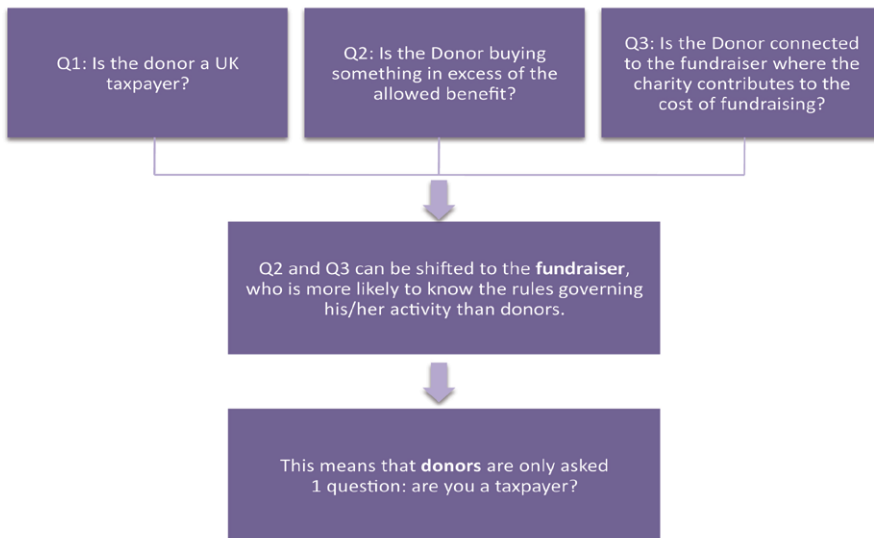 Q1: Is the donor a UK
taxpayer?
Q2: Is the Donor buying
something in excess of the
allowed benefit?
Q3: Is the Donor connected
to the fundraiser where the
charity contributes to the
cost of fundraising?
Q2 and Q3 can be shifted to the fundraiser,
who is more likely to know the rules governing
his/her activity than donors.
This means that donors are only asked
1 question: are you a taxpayer?